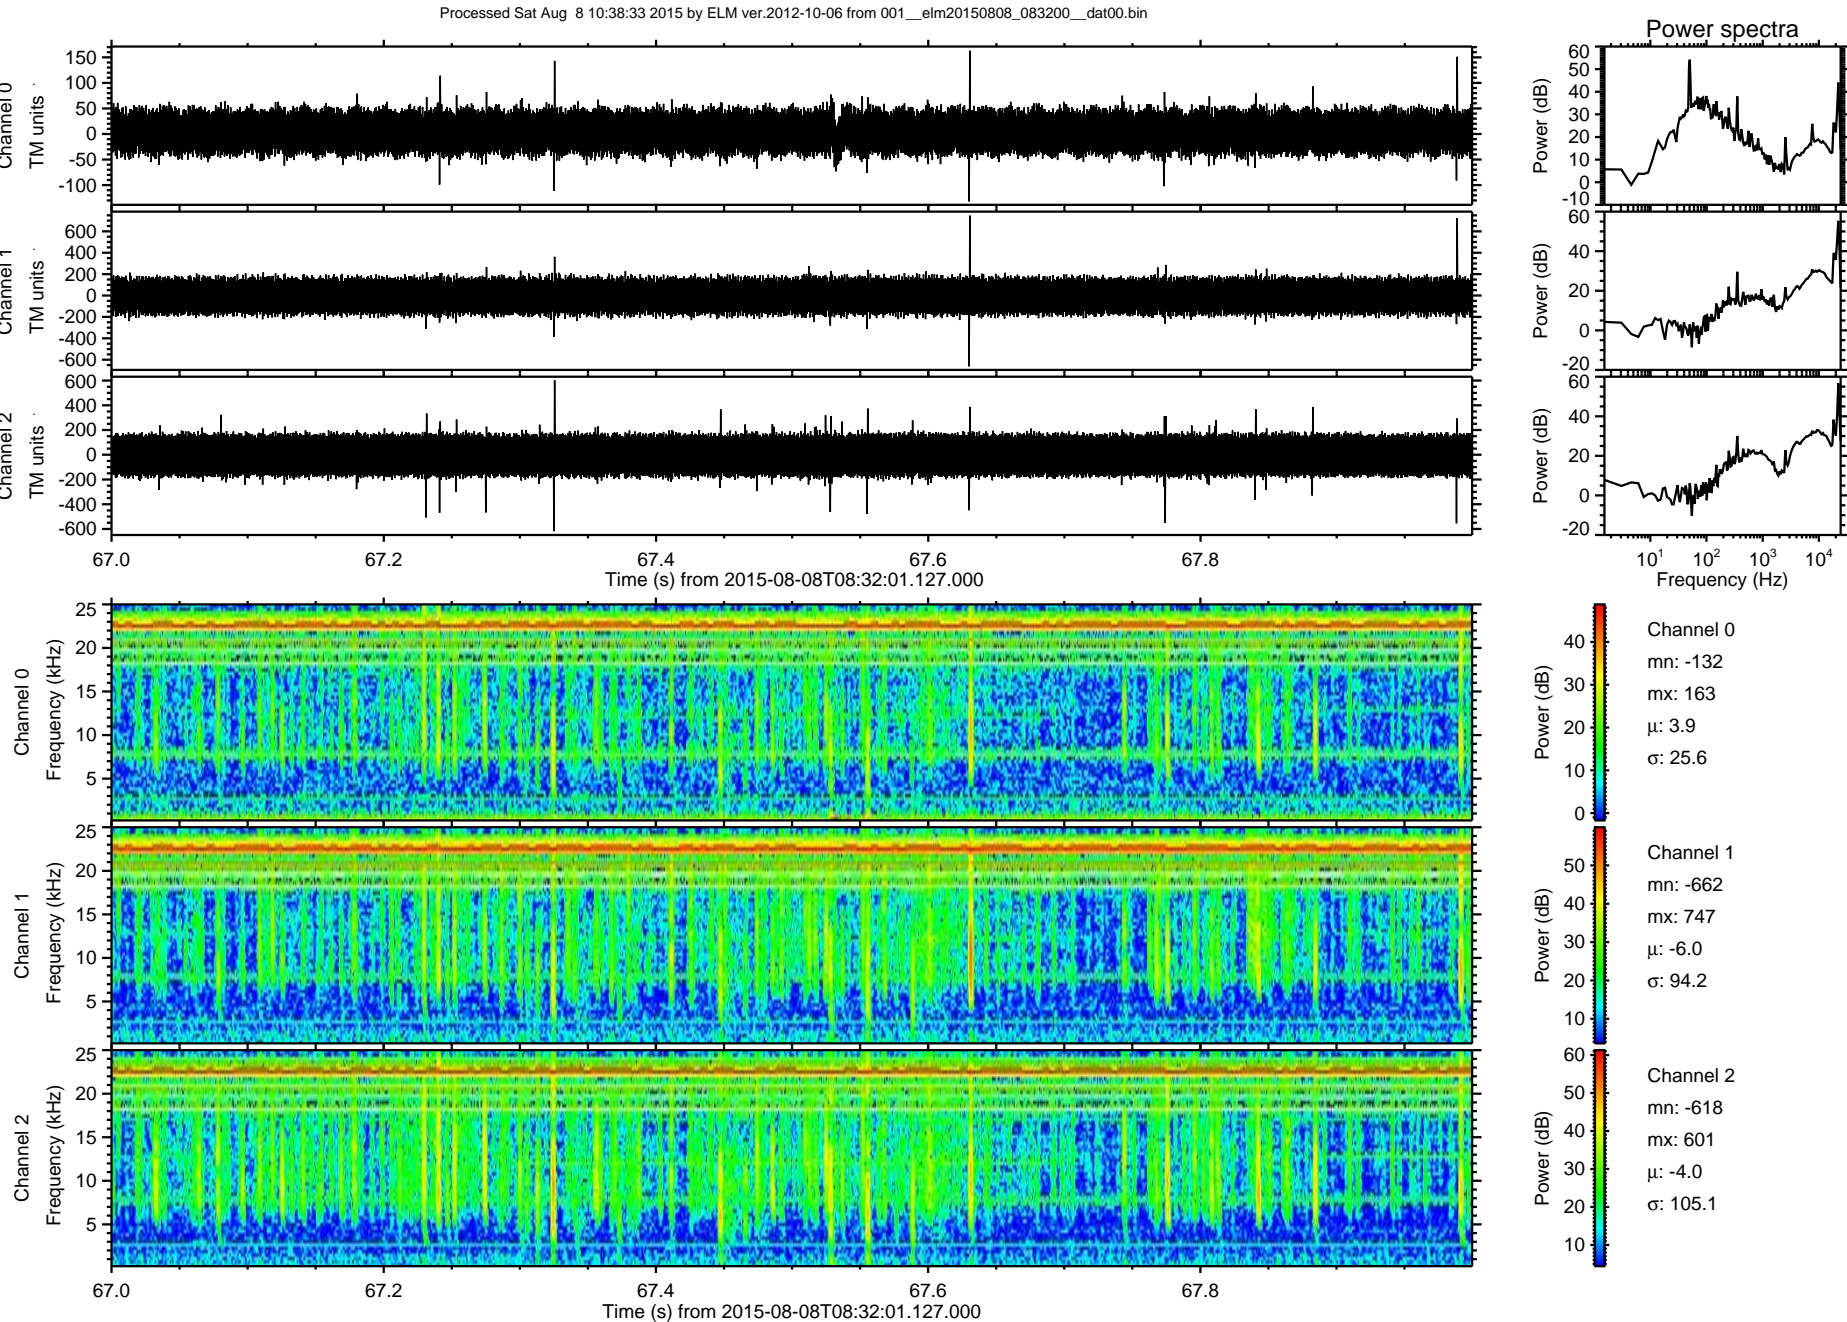 Processed Sat Aug  8 10:38:33 2015 by ELM ver.2012-10-06 from 001__elm20150808_083200__dat00.bin
Power spectra
Channel 0
TM units
150
100
50
0
-50
-100
Power (dB)
60
50
40
30
20
10
0
-10
Channel 1
TM units
600
400
200
0
-200
-400
-600
Power (dB)
60
40
20
0
-20
Channel 2
TM units
600
400
200
0
-200
-400
-600
Power (dB)
60
40
20
0
-20
67.0 67.2 67.4 67.6 67.8
Time (s) from 2015-08-08T08:32:01.127.000
10¹ 10² 10³ 10⁴
Frequency (Hz)
Channel 0
Frequency (kHz)
25
20
15
10
5
Power (dB)
40
30
20
10
0
Channel 0
mn: -132
mx: 163
μ: 3.9
σ: 25.6
Channel 1
Frequency (kHz)
25
20
15
10
5
Power (dB)
50
40
30
20
10
Channel 1
mn: -662
mx: 747
μ: -6.0
σ: 94.2
Channel 2
Frequency (kHz)
25
20
15
10
5
Power (dB)
60
50
40
30
20
10
Channel 2
mn: -618
mx: 601
μ: -4.0
σ: 105.1
67.0 67.2 67.4 67.6 67.8
Time (s) from 2015-08-08T08:32:01.127.000